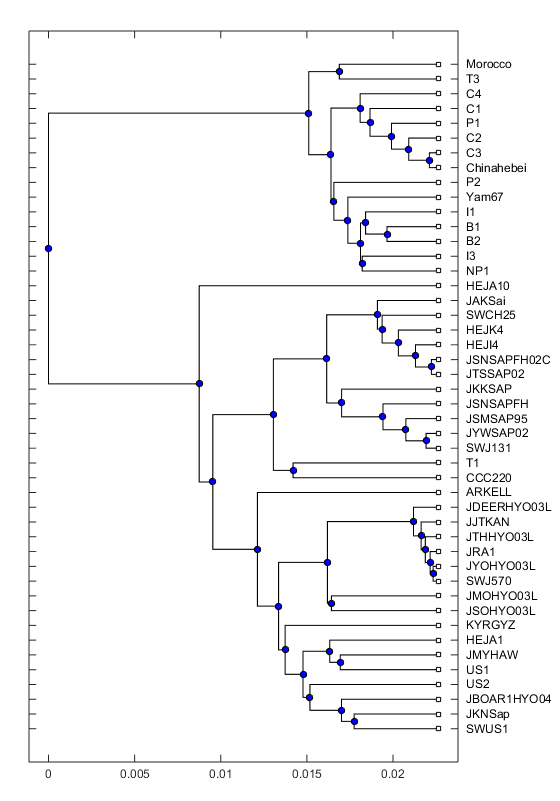 Morocco
T3
C4
C1
P1
C2
C3
Chinahebei
P2
Yam67
I1
B1
B2
I3
NP1
HEJA10
JAKSai
SWCH25
HEJK4
HEJI4
JSNSAPFH02C
JTSSAP02
JKKSAP
JSNSAPFH
JSMSAP95
JYWSAP02
SWJ131
T1
CCC220
ARKELL
JDEERHYO03L
JJTKAN
JTHHYO03L
JRA1
JYOHYO03L
SWJ570
JMOHYO03L
JSOHYO03L
KYRGYZ
HEJA1
JMYHAW
US1
US2
JBOAR1HYO04
JKNSap
SWUS1
0 0.005 0.01 0.015 0.02